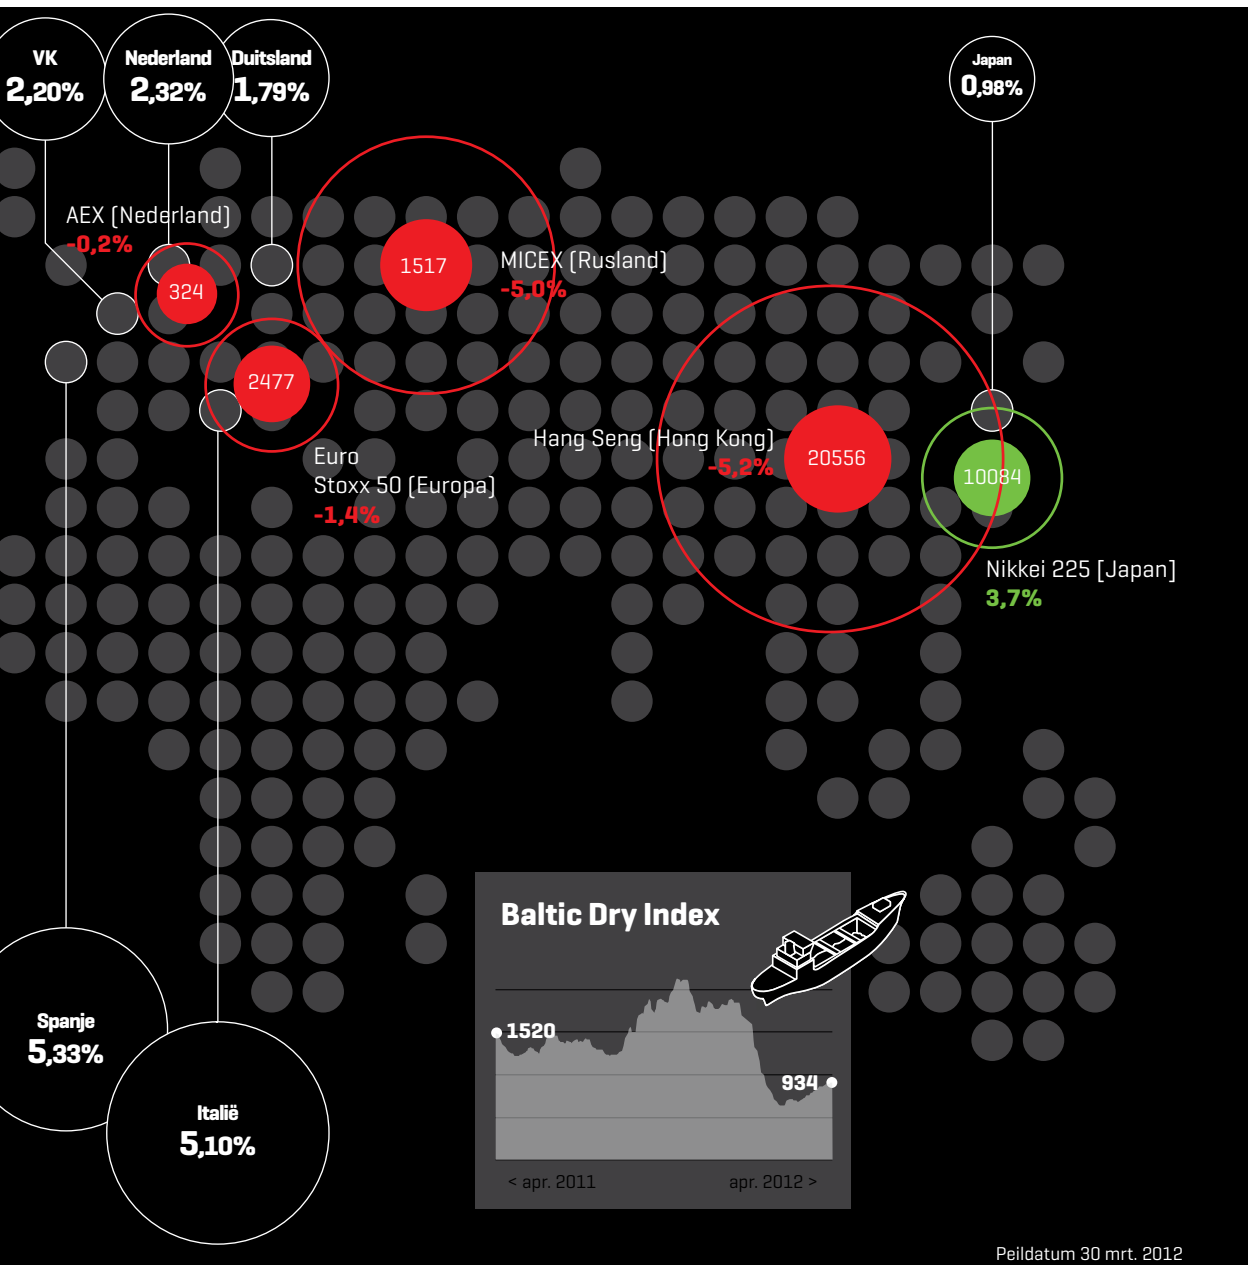 VK
2,20%
Nederland
2,32%
Duitsland
1,79%
Japan
0,98%
AEX (Nederland)
-0,2%
324
1517
MICEX (Rusland)
-5,0%
2477
Euro
Stoxx 50 (Europa)
-1,4%
Hang Seng (Hong Kong)
-5,2%
20556
10084
Nikkei 225 [Japan]
3,7%
Spanje
5,33%
Italië
5,10%
Baltic Dry Index
1520
934
< apr. 2011
apr. 2012 >
Peildatum 30 mrt. 2012